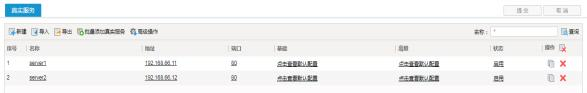 真实服务
提 交 取 消
新建 导入 导出 批量添加真实服务 高级操作 名称： * 查询
序号 名称 地址 端口 基础 局限 状态 操作
1 server1 192.168.66.11 80 点击查看默认配置 点击查看默认配置 启用
2 server2 192.168.66.12 80 点击查看默认配置 点击查看默认配置 启用